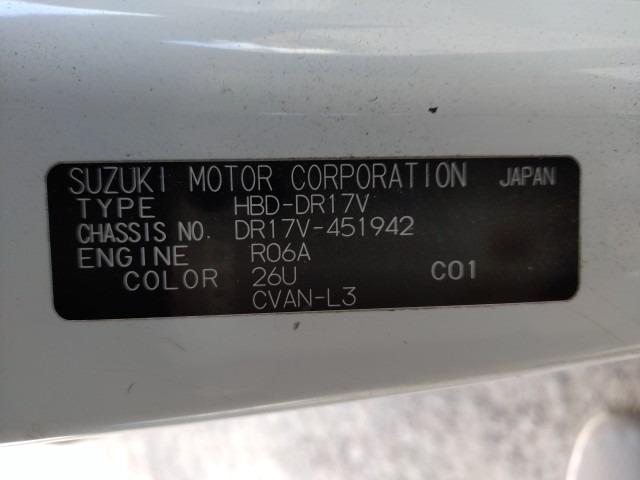 SUZUKI MOTOR CORPORATION JAPAN
TYPE HBD-DR17V
CHASSIS NO. DR17V-451942
ENGINE R06A
COLOR 26U C01
CVAN-L3